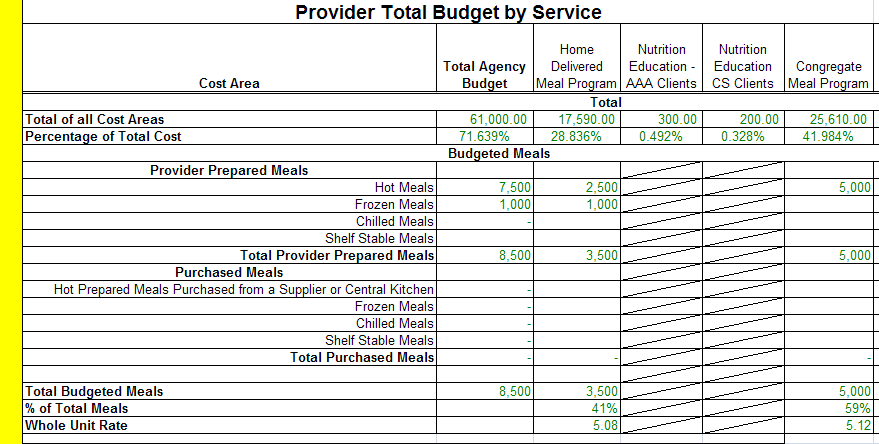 Provider Total Budget by Service
Cost Area Total Agency Budget Home Delivered Meal Program Nutrition Education - AAA Clients Nutrition Education CS Clients Congregate Meal Program
Total
Total of all Cost Areas 61,000.00 17,590.00 300.00 200.00 25,610.00
Percentage of Total Cost 71.639% 28.836% 0.492% 0.328% 41.984%
Budgeted Meals
Provider Prepared Meals
Hot Meals 7,500 2,500 5,000
Frozen Meals 1,000 1,000
Chilled Meals -
Shelf Stable Meals
Total Provider Prepared Meals 8,500 3,500 5,000
Purchased Meals
Hot Prepared Meals Purchased from a Supplier or Central Kitchen -
Frozen Meals -
Chilled Meals -
Shelf Stable Meals -
Total Purchased Meals - - -
Total Budgeted Meals 8,500 3,500 5,000
% of Total Meals 41% 59%
Whole Unit Rate 5.08 5.12